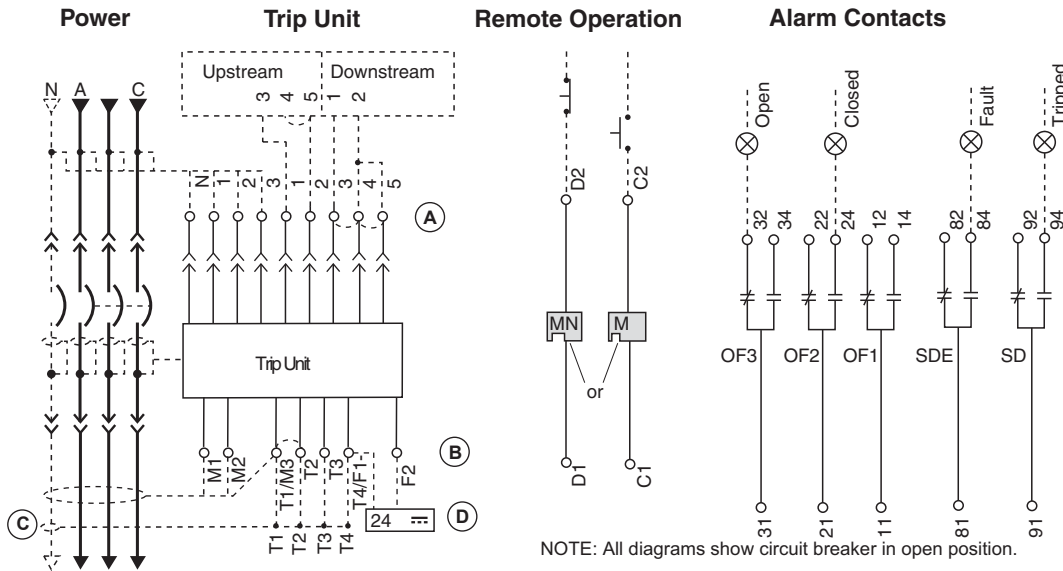 Power
Trip Unit
Remote Operation
Alarm Contacts
Upstream
Downstream
3
4
5
1
2
N
A
C
N
1
2
3
1
2
3
4
5
A
Open
Closed
Fault
Tripped
D2
C2
32
34
22
24
12
14
82
84
92
94
MN
M
or
Trip Unit
OF3
OF2
OF1
SDE
SD
M1
M2
T1/M3
T2
T3
T4/F1
F2
B
D1
C1
C
24
D
T1
T2
T3
T4
31
21
11
81
91
NOTE: All diagrams show circuit breaker in open position.